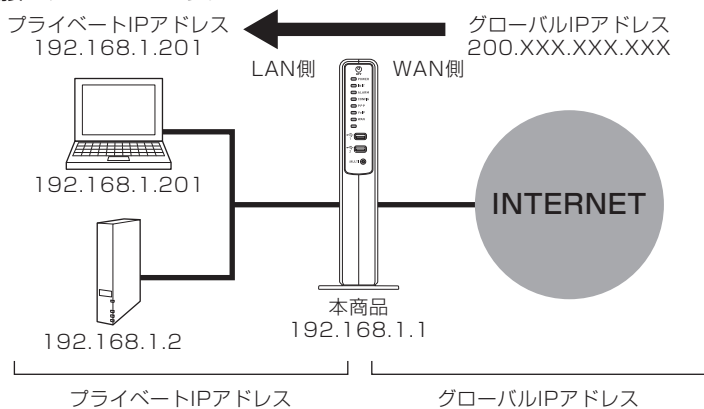 プライベートIPアドレス
192.168.1.201
グローバルIPアドレス
200.XXX.XXX.XXX
LAN側
WAN側
192.168.1.201
INTERNET
192.168.1.2
本商品
192.168.1.1
プライベートIPアドレス
グローバルIPアドレス